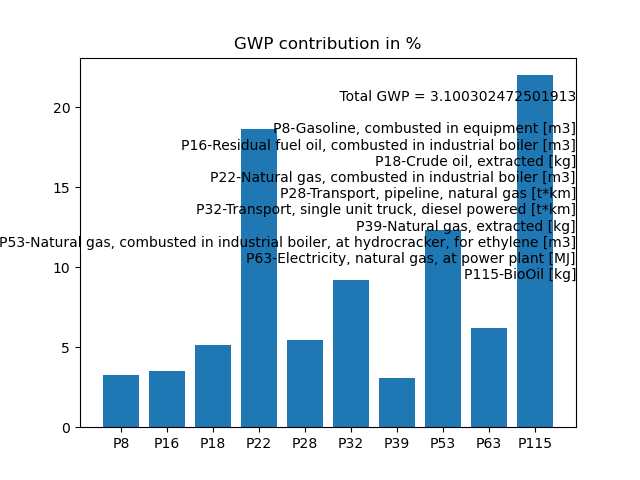 GWP contribution in %
Total GWP = 3.100302472501913
P8-Gasoline, combusted in equipment [m3]
P16-Residual fuel oil, combusted in industrial boiler [m3]
P18-Crude oil, extracted [kg]
P22-Natural gas, combusted in industrial boiler [m3]
P28-Transport, pipeline, natural gas [t*km]
P32-Transport, single unit truck, diesel powered [t*km]
P39-Natural gas, extracted [kg]
P53-Natural gas, combusted in industrial boiler, at hydrocracker, for ethylene [m3]
P63-Electricity, natural gas, at power plant [MJ]
P115-BioOil [kg]
20
15
10
5
0
P8 P16 P18 P22 P28 P32 P39 P53 P63 P115